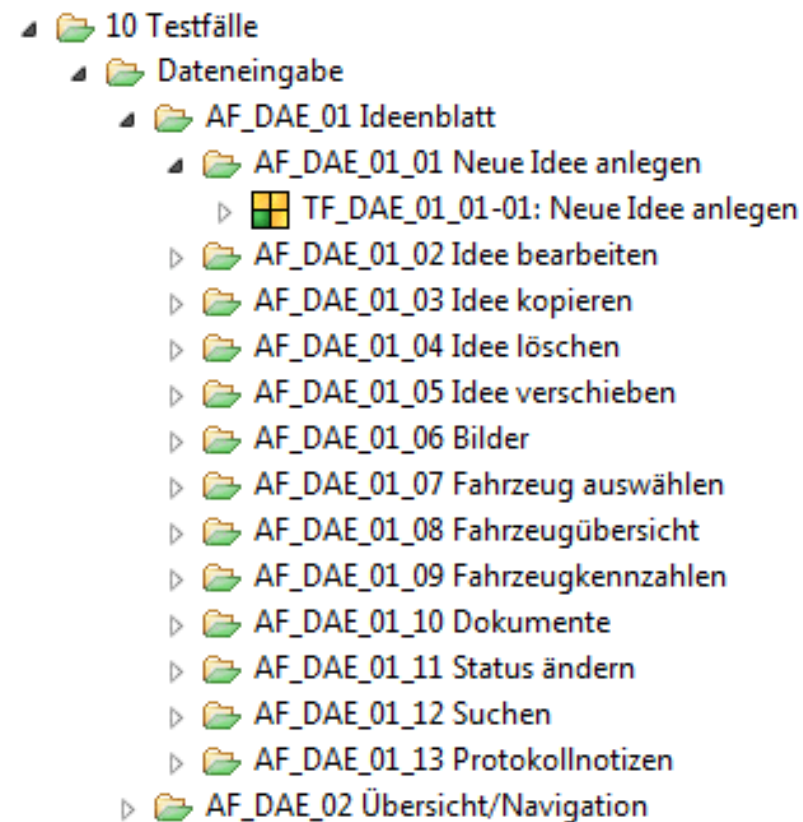 10 Testfälle
Dateneingabe
AF_DAE_01 Ideenblatt
AF_DAE_01_01 Neue Idee anlegen
TF_DAE_01_01-01: Neue Idee anlegen
AF_DAE_01_02 Idee bearbeiten
AF_DAE_01_03 Idee kopieren
AF_DAE_01_04 Idee löschen
AF_DAE_01_05 Idee verschieben
AF_DAE_01_06 Bilder
AF_DAE_01_07 Fahrzeug auswählen
AF_DAE_01_08 Fahrzeugübersicht
AF_DAE_01_09 Fahrzeugkennzahlen
AF_DAE_01_10 Dokumente
AF_DAE_01_11 Status ändern
AF_DAE_01_12 Suchen
AF_DAE_01_13 Protokollnotizen
AF_DAE_02 Übersicht/Navigation